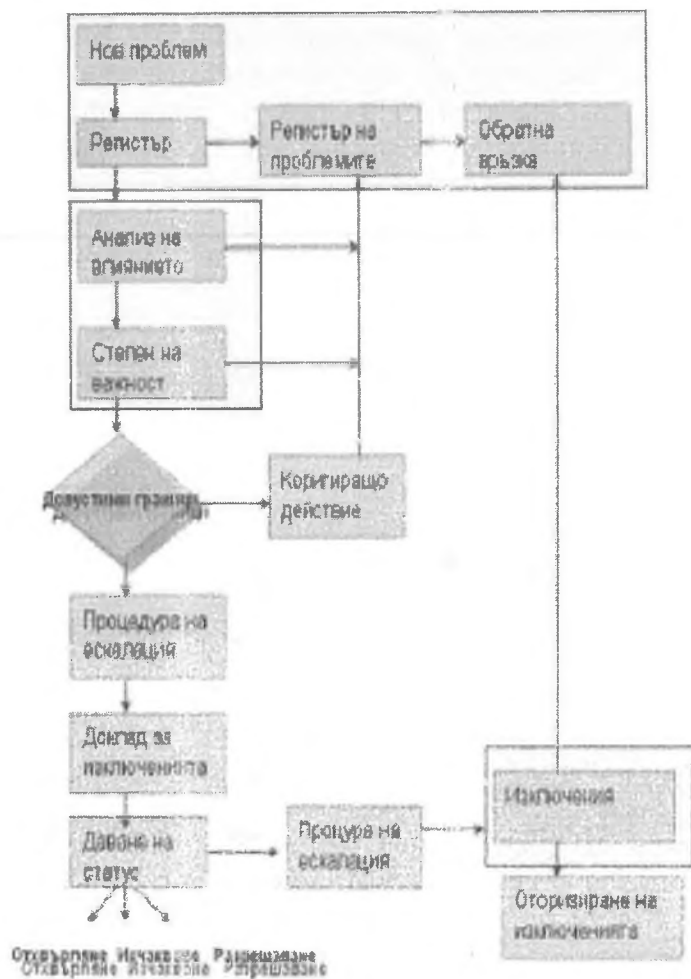 Нов проблем
Регистър
Регистър на
проблемите
Обратна
връзка
Анализ на
влиянието
Степен на
важност
Допустими граници
Коригиращо
действие
Процедура на
ескалация
Доклад за
изключенията
Даване на
статус
Процура на
ескалация
Изключения
Оторизиране на
изключенията
Отхвърляне Изчакване Разрешаване